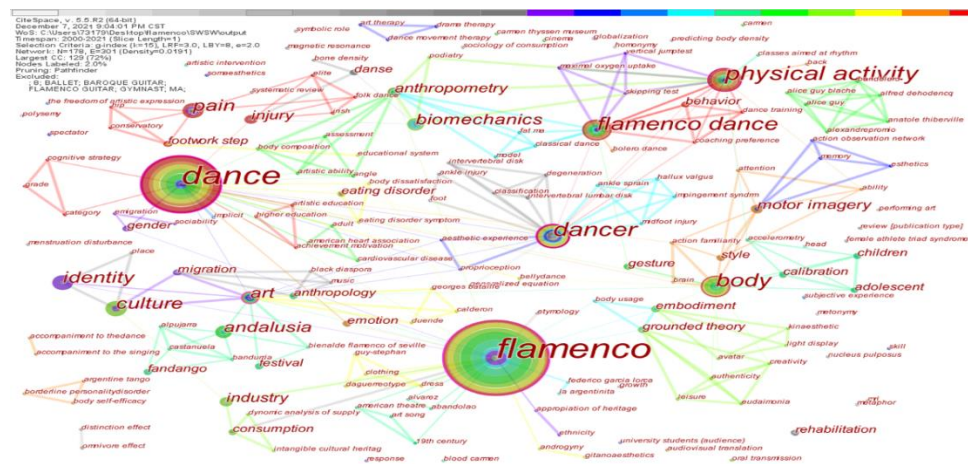 CiteSpace, v. 5.5.R2 (64-bit)
December 7, 2021 9:04:01 PM CST
WoS: C:\Users\73179\Desktop\flamenco\SWSW\output
Timespan: 2000-2021 (Slice Length=1)
Selection Criteria: g-index (k=15), LRF=3.0, LBY=8, e=2.0
Network: N=178, E=301 (Density=0.0191)
Largest CC: 129 (72%)
Nodes Labeled: 2.0%
Pruning: Pathfinder
Excluded:
; 8; BALLET; BAROQUE GUITAR;
FLAMENCO GUITAR; GYMNAST; MA;
symbolic role
art therapy
drama therapy
dance movement therapy
carmen thyssen museum
cinema
globalization
predicting body density
carmen
magnetic resonance
sociology of consumption
homonymy
vertical jumptest
classes aimed at rhythm
artistic intervention
bone density
podiatry
maximal oxygen uptake
back
someesthetics
elite
danse
physical activity
pandeiros
systematic review
folk dance
anthropometry
skipping test
alice guy blache
alfred dehodencq
the freedom of artistic expression
hip
pain
irish
behavior
alice guy
polysemy
injury
biomechanics
fat ma
flamenco dance
dance training
anatole thiberville
spectator
conservatory
assessment
classical dance
coaching preference
alexandrepromio
footwork step
model
bolero dance
action observation network
body composition
educational system
intervertebral disk
attention
memory
cognitive strategy
artistic ability
angle
ankle injury
degeneration
hallux valgus
esthetics
dance
body dissatisfaction
classification
ankle sprain
impingement syndrm
ability
grade
eating disorder
foot
intervertebral lumbar disk
motor imagery
category
emigration
implicit
artistic education
adult
performing art
gender
sociability
higher education
eating disorder symptom
dancer
midfoot injury
style
review [publication type]
menstruation disturbance
american heart association
aesthetic experience
action familiarity
accelerometry
head
female athlete triad syndrome
place
achievement motivation
cardiovascular disease
proprioception
gesture
children
identity
migration
black diaspora
bellydance
brain
body
calibration
music
generalized equation
adolescent
culture
art
anthropology
georges bataille
body usage
embodiment
subjective experience
calderon
etymology
metonymy
alpujarra
andalusia
emotion
duende
grounded theory
kinaesthetic
accompaniment to thedance
castanuela
bienalde flamenco of seville
flamenco
light display
skill
accompaniment to the singing
bandurria
festival
guy-stephan
avatar
nucleus pulposus
fandango
clothing
federico garcia lorca
creativity
argentine tango
daguerreotype
dress
growth
authenticity
borderline personalitydisorder
alvarez
la argentinita
leisure
eudaimonia
body self-efficacy
industry
american theatre
abandolao
appropiation of heritage
metaphor
dynamic analysis of supply
art song
distinction effect
consumption
ethnicity
rehabilitation
19th century
androgyny
university students (audience)
omnivore effect
intangible cultural heritag
gitanoaesthetics
audiovisual translation
response
blood carmen
oral transmission